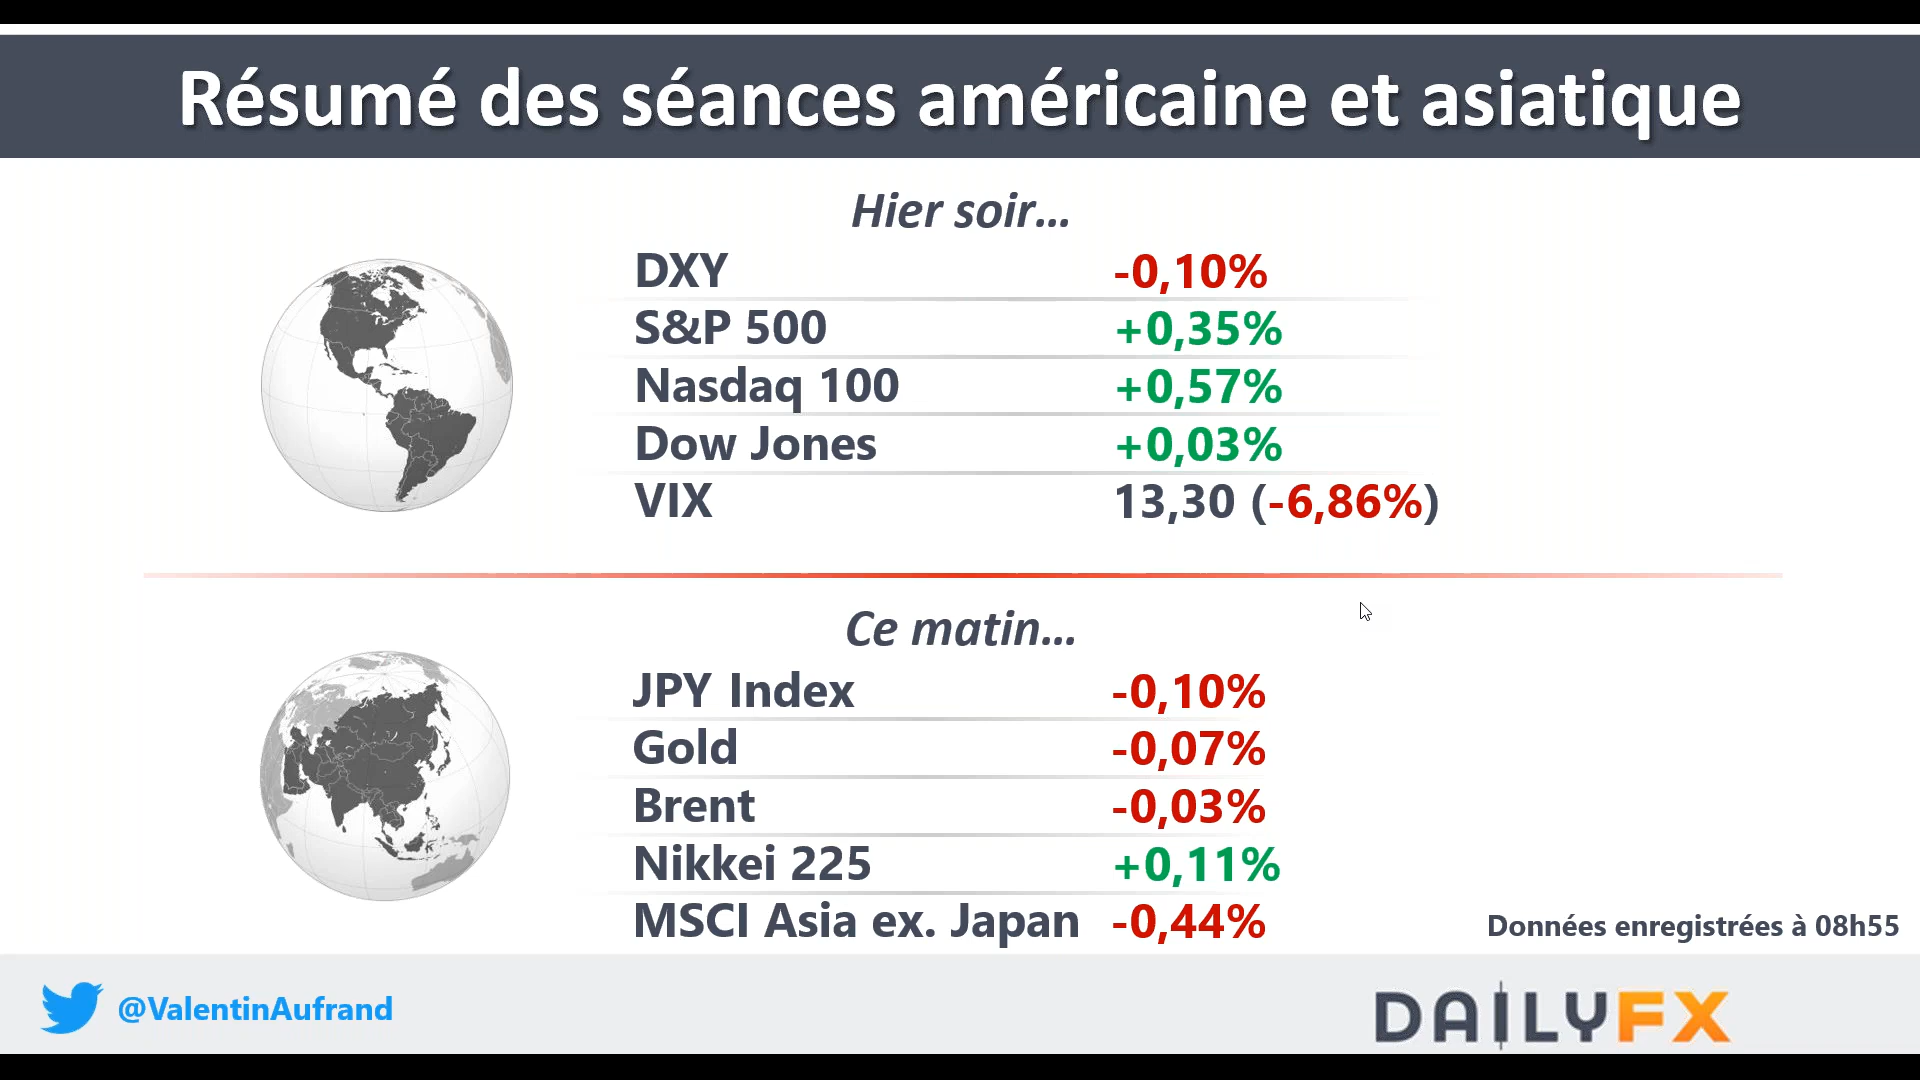 Résumé des séances américaine et asiatique
Hier soir...
DXY -0,10%
S&P 500 +0,35%
Nasdaq 100 +0,57%
Dow Jones +0,03%
VIX 13,30 (-6,86%)
Ce matin...
JPY Index -0,10%
Gold -0,07%
Brent -0,03%
Nikkei 225 +0,11%
MSCI Asia ex. Japan -0,44%
Données enregistrées à 08h55
@ValentinAufrand
DAILYFX